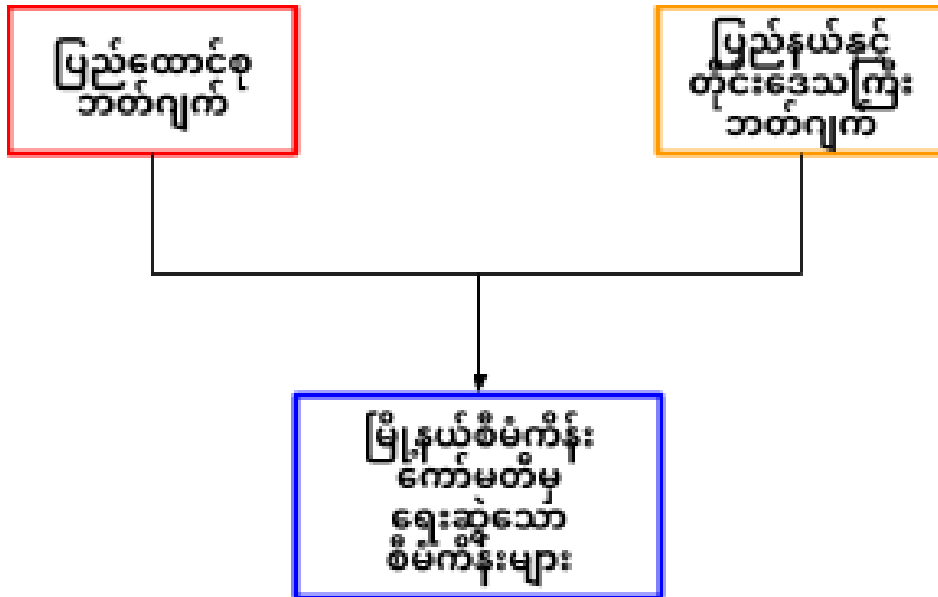 ပြည်ထောင်စု
ဘတ်ဂျက်
ပြည်နယ်နှင့်
တိုင်းဒေသကြီး
ဘတ်ဂျက်
မြို့နယ်စီမံကိန်း
ကော်မတီမှ
ရေးဆွဲသော
စီမံကိန်းများ